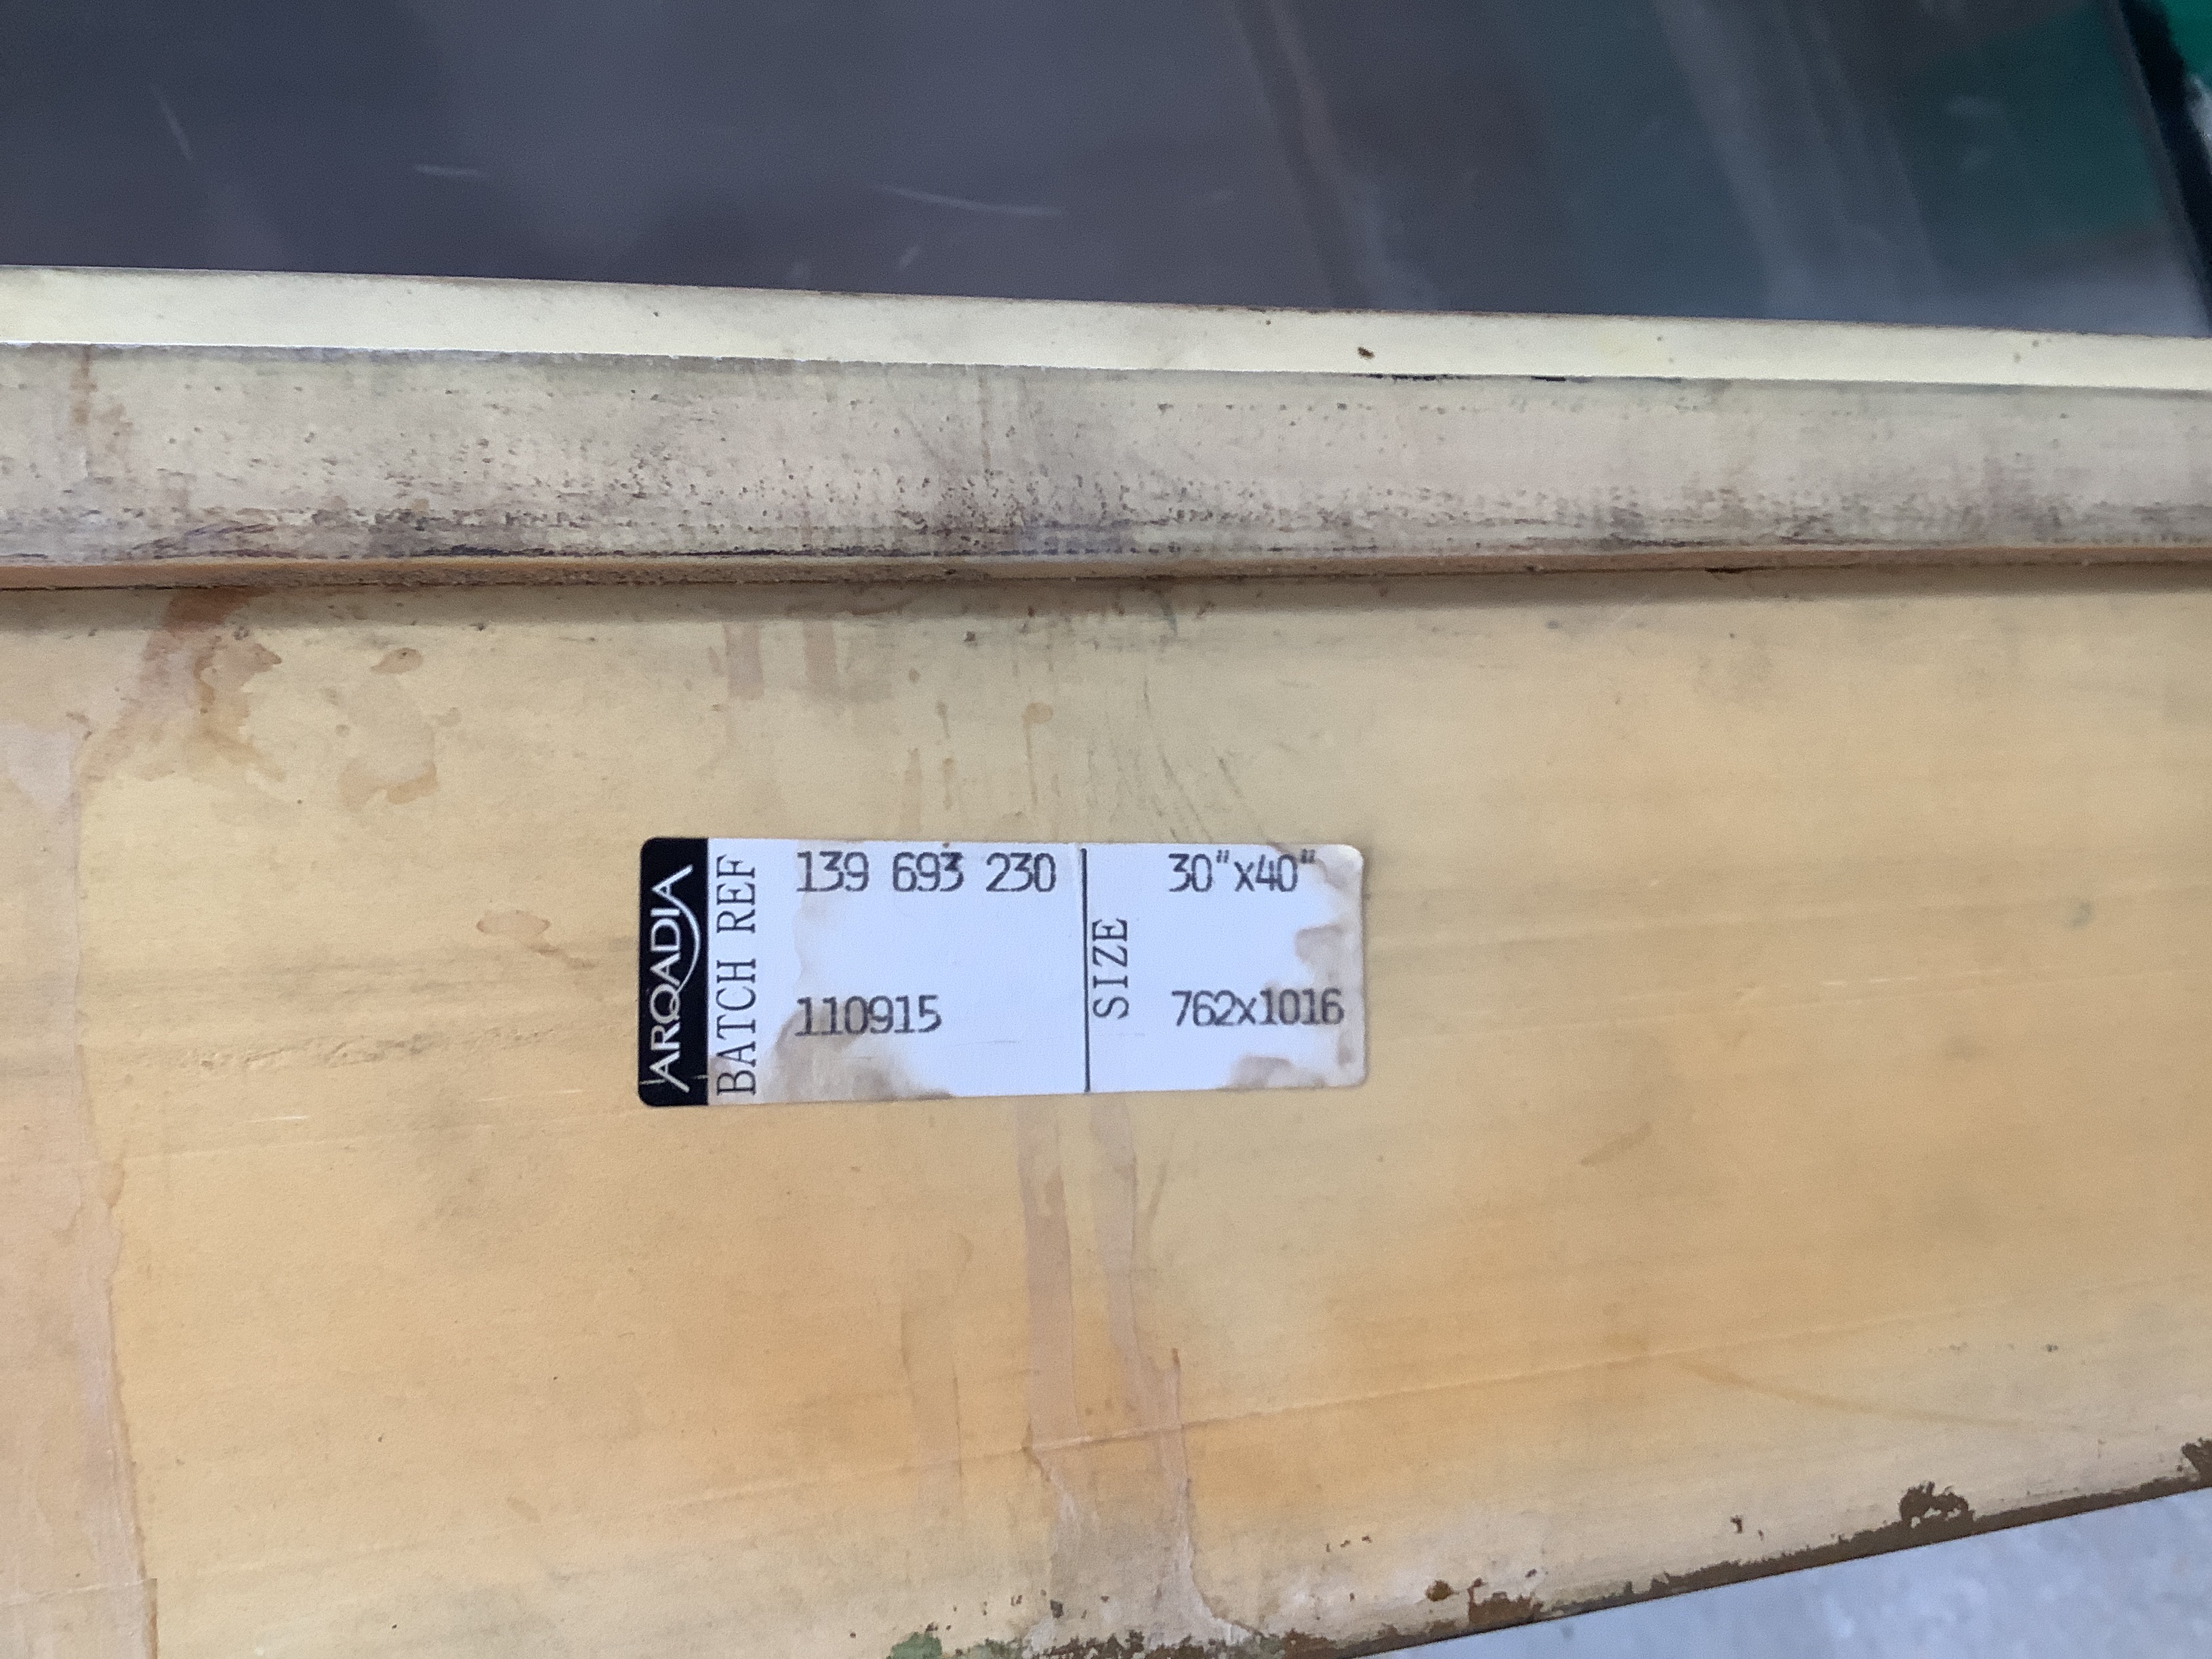 ARQADIA
BATCH REF
139 693 230
110915
SIZE
30"x40"
762x1016